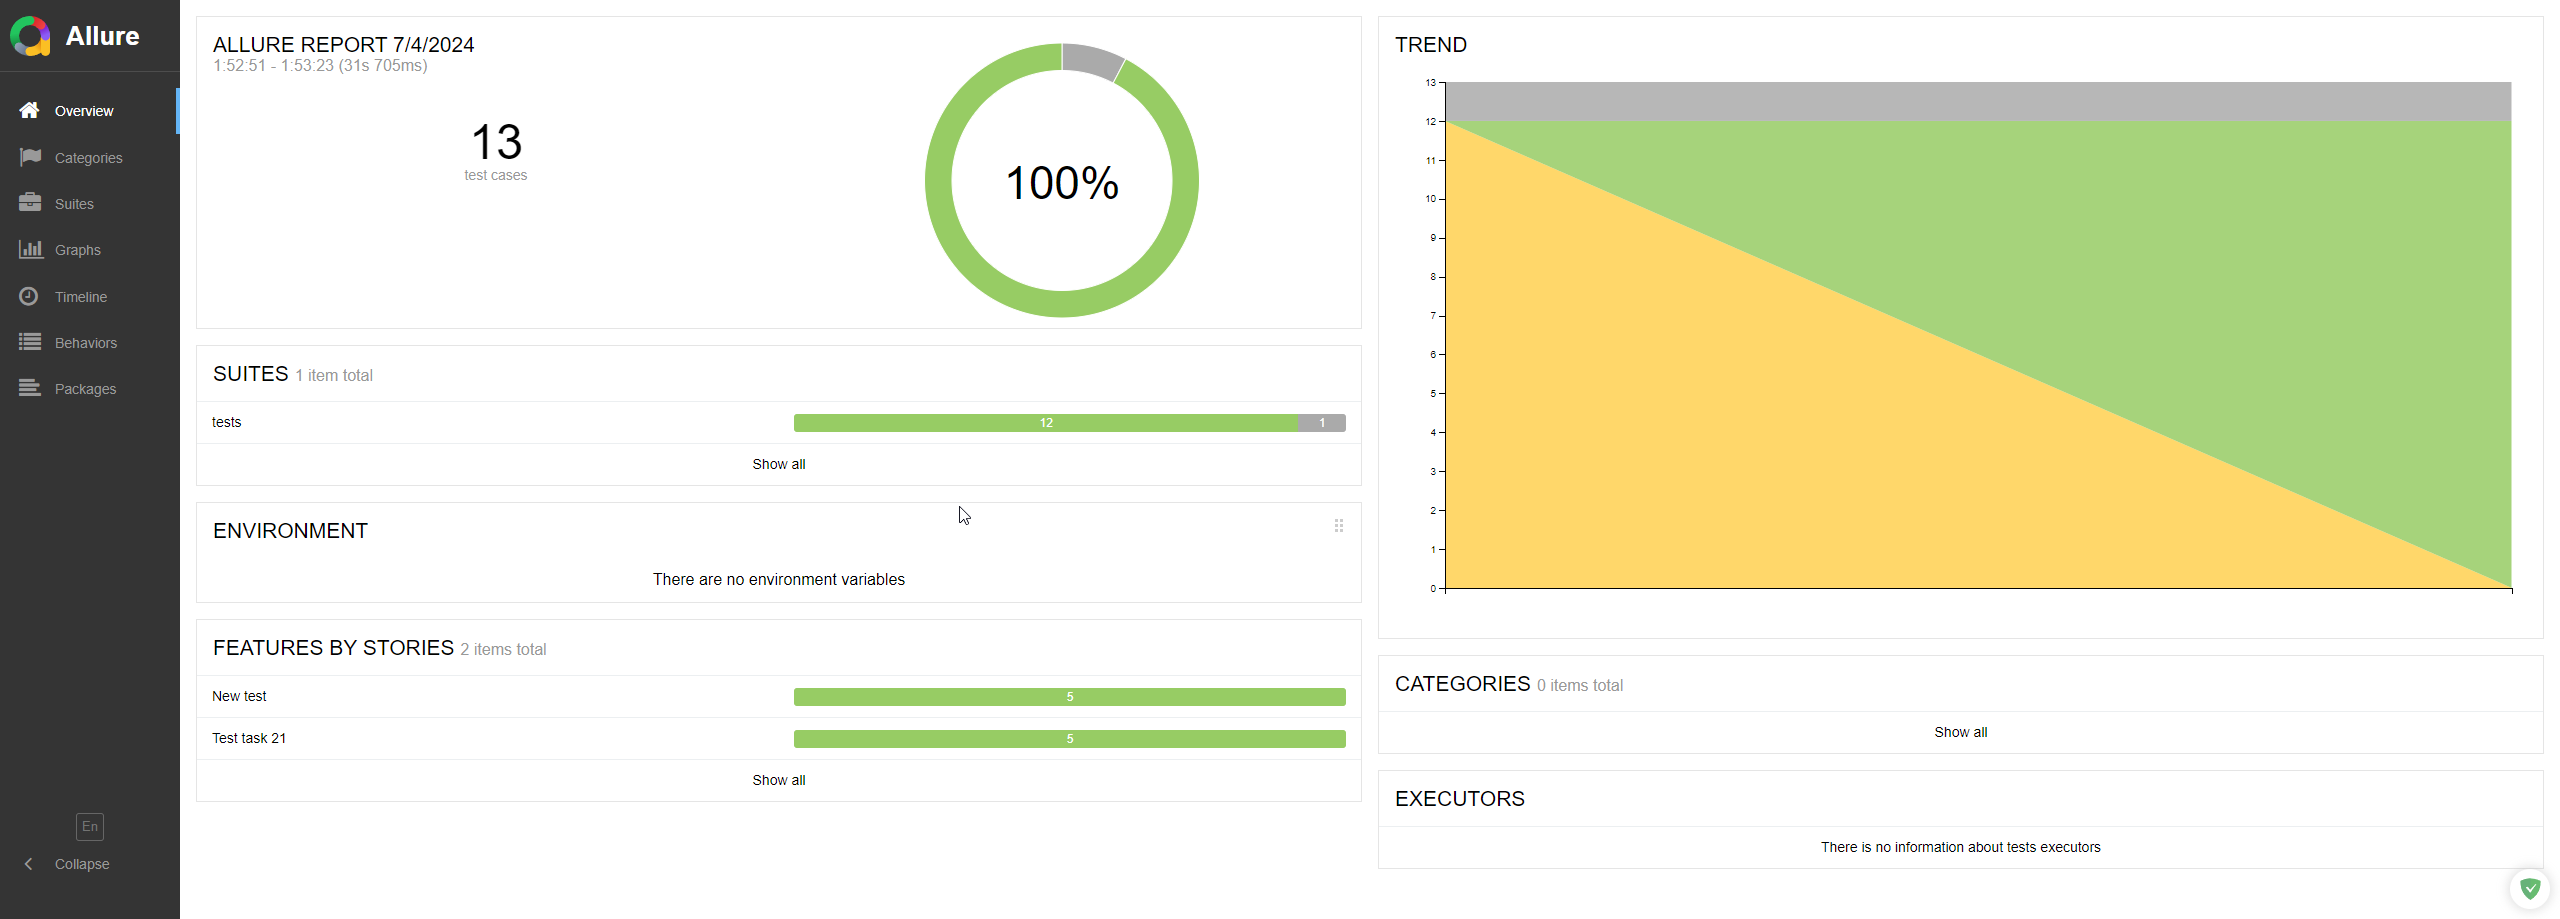 Allure
Overview
Categories
Suites
Graphs
Timeline
Behaviors
Packages
En
Collapse
ALLURE REPORT 7/4/2024
1:52:51 - 1:53:23 (31s 705ms)
13
test cases
100%
SUITES 1 item total
tests 12 1
Show all
ENVIRONMENT
There are no environment variables
FEATURES BY STORIES 2 items total
New test 5
Test task 21 5
Show all
TREND
13
12
11
10
9
8
7
6
5
4
3
2
1
0
CATEGORIES 0 items total
Show all
EXECUTORS
There is no information about tests executors